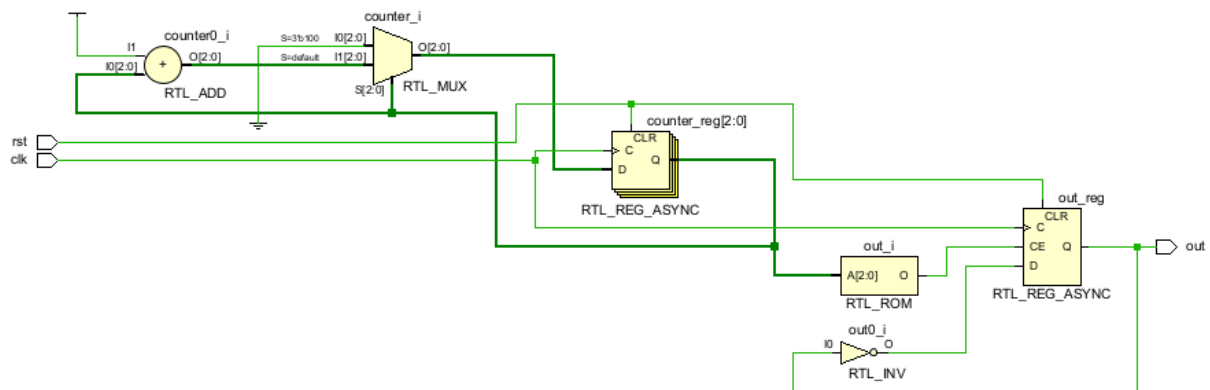 counter_i
counter0_i
S=3'b100
I0[2:0]
O[2:0]
I1
O[2:0]
S=default
I1[2:0]
I0[2:0]
+
S[2:0]
RTL_MUX
RTL_ADD
counter_reg[2:0]
rst
CLR
clk
C
Q
D
RTL_REG_ASYNC
out_reg
CLR
C
out_i
CE
Q
out
D
A[2:0]
O
RTL_ROM
RTL_REG_ASYNC
out0_i
I0
O
RTL_INV